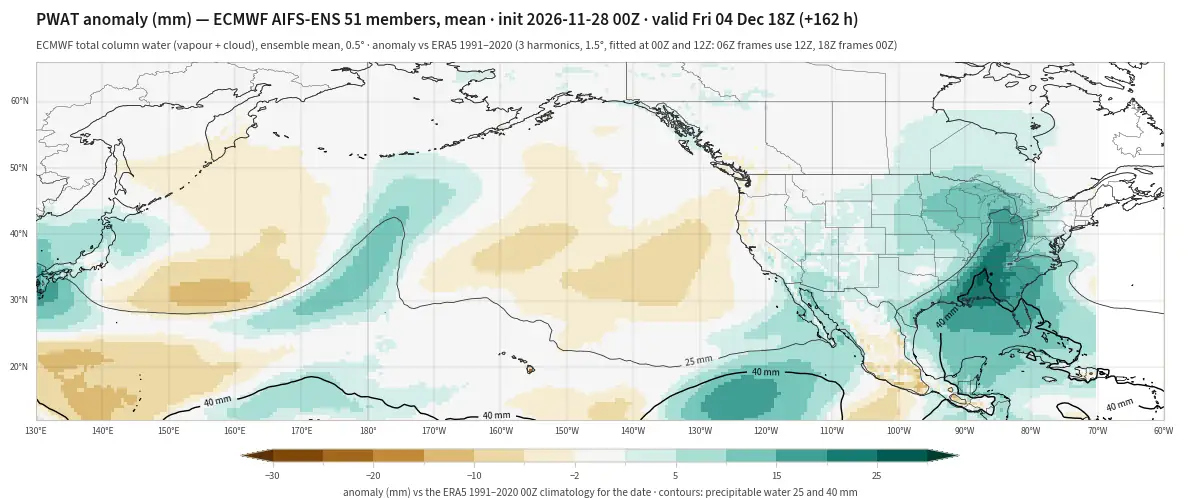 PWAT anomaly (mm) — ECMWF AIFS-ENS 51 members, mean · init 2026-11-28 00Z · valid Fri 04 Dec 18Z (+162 h)
ECMWF total column water (vapour + cloud), ensemble mean, 0.5° · anomaly vs ERA5 1991–2020 (3 harmonics, 1.5°, fitted at 00Z and 12Z: 06Z frames use 12Z, 18Z frames 00Z)
60°N
50°N
40°N
30°N
20°N
40 mm
25 mm
40 mm
40 mm
40 mm
40 mm
130°E 140°E 150°E 160°E 170°E 180° 170°W 160°W 150°W 140°W 130°W 120°W 110°W 100°W 90°W 80°W 70°W 60°W
−30 −20 −10 −2 5 15 25
anomaly (mm) vs the ERA5 1991–2020 00Z climatology for the date · contours: precipitable water 25 and 40 mm